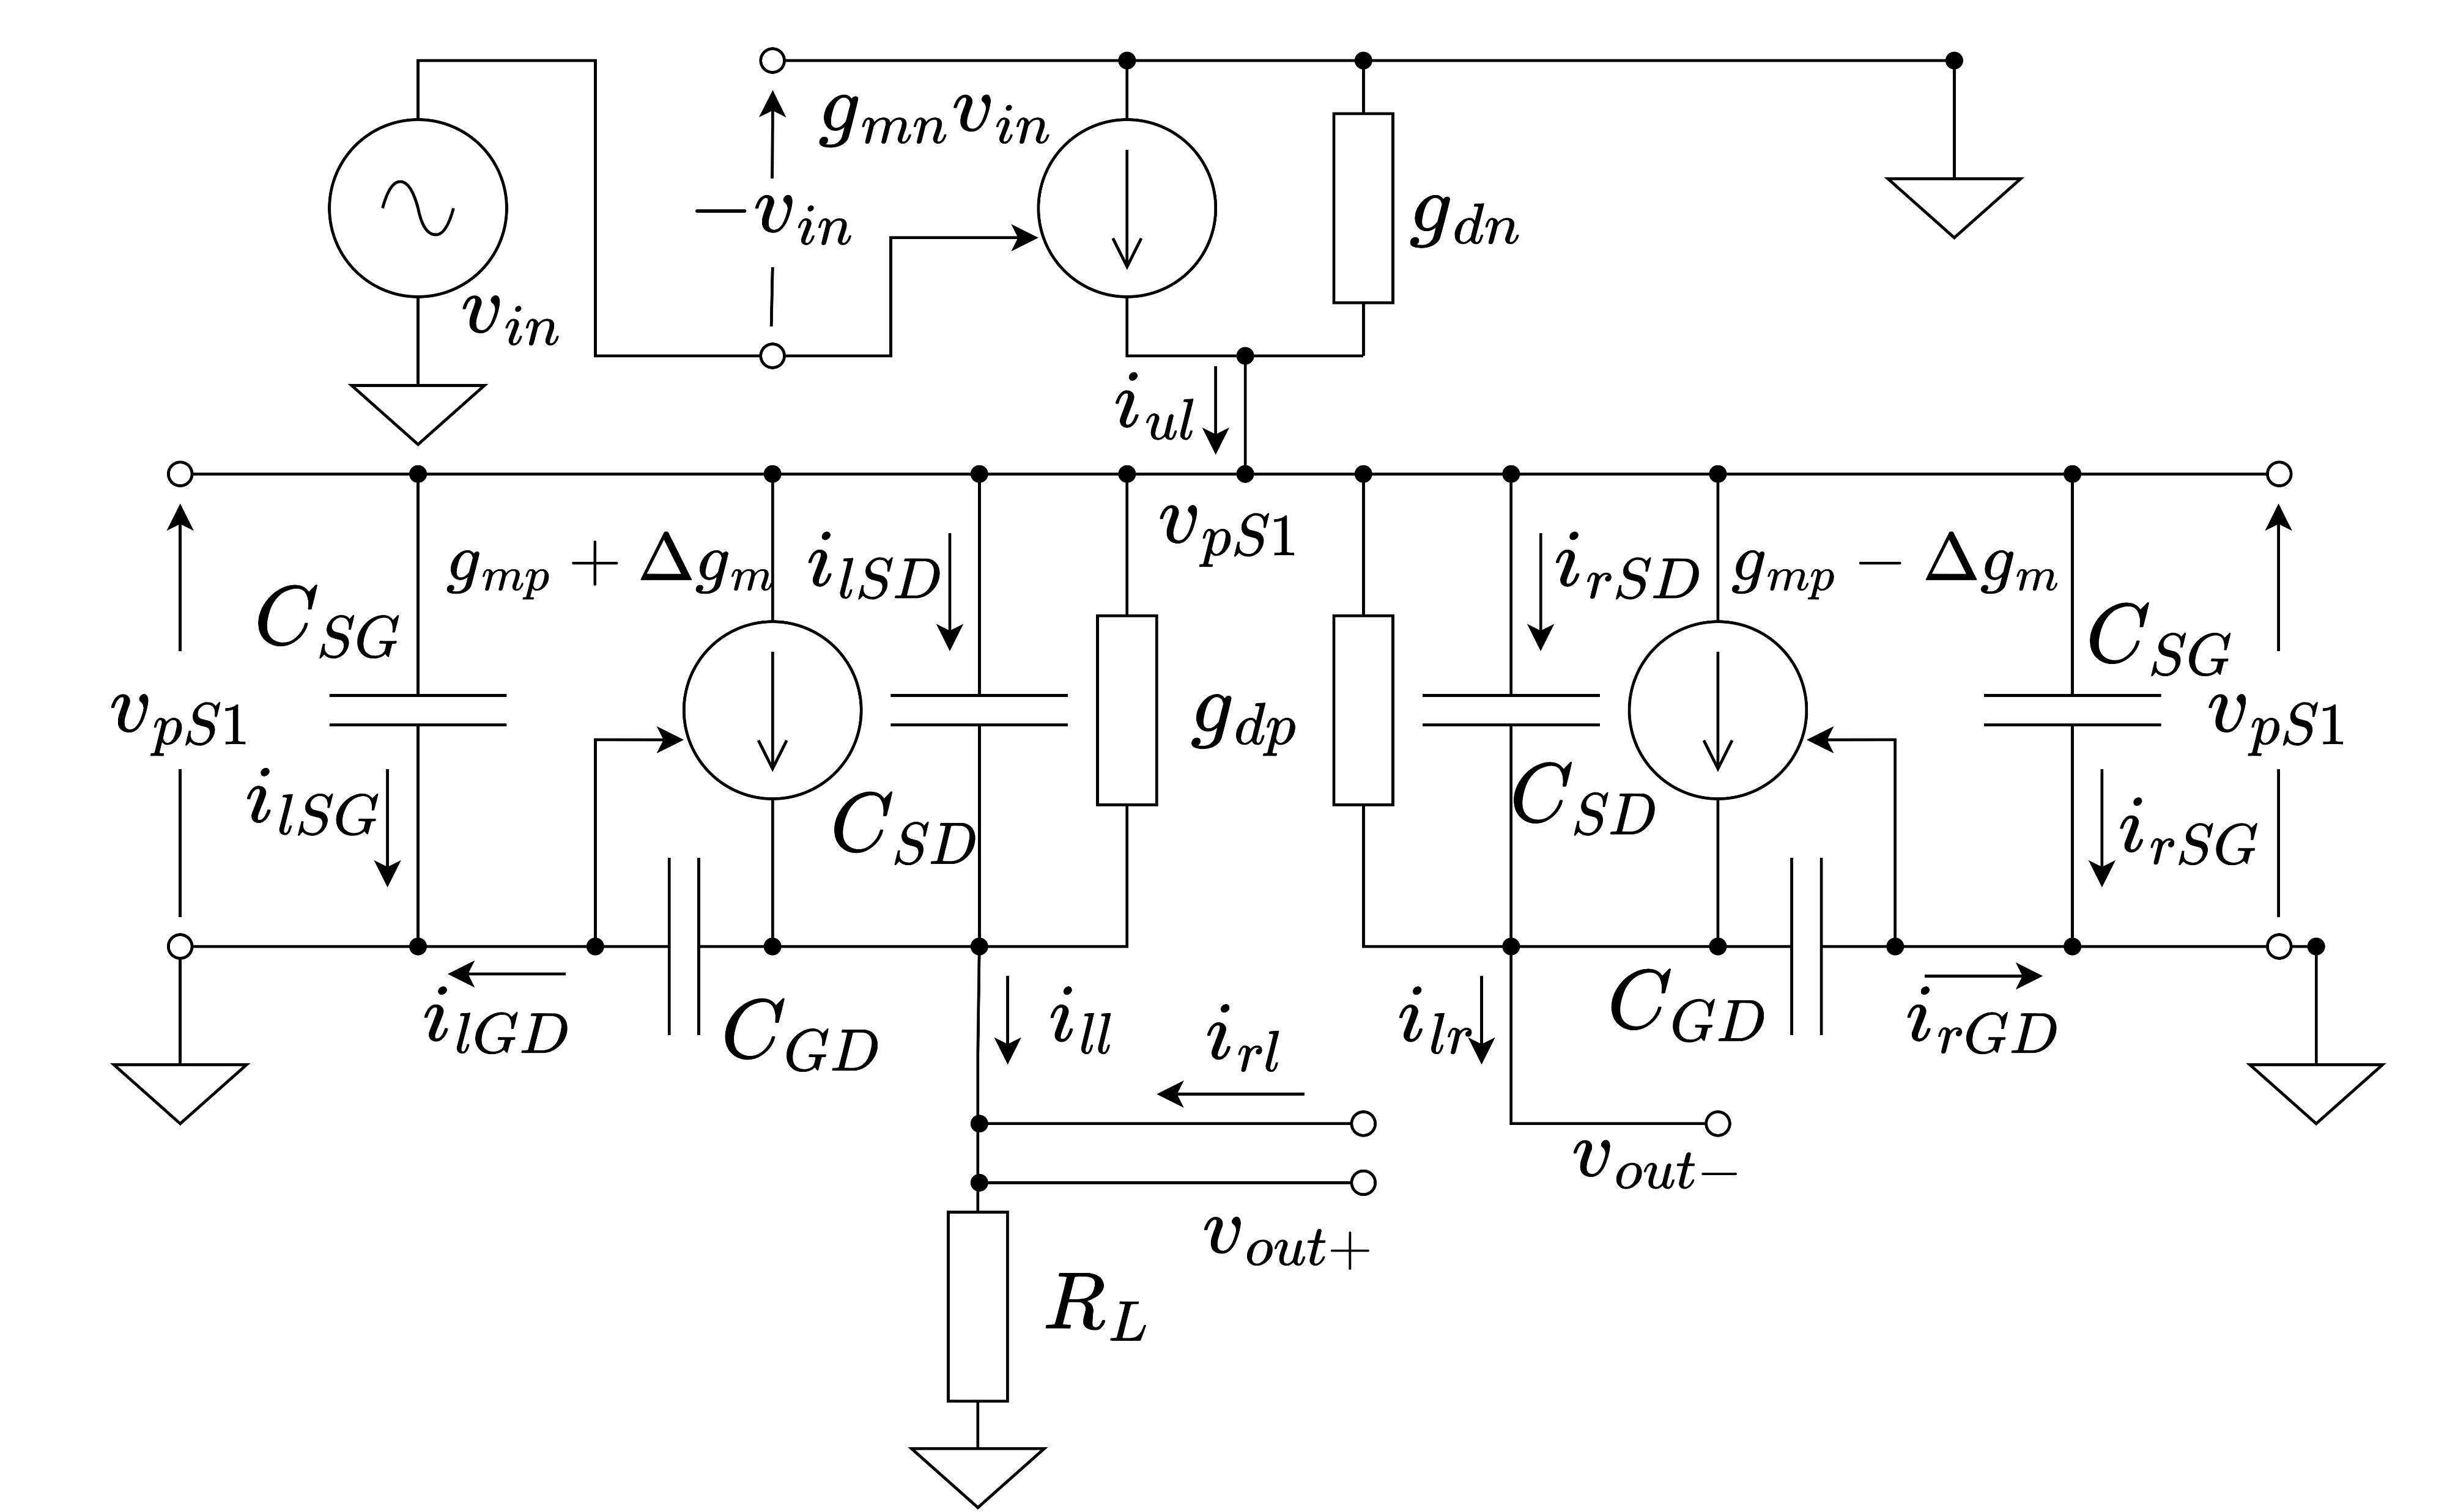 g_{mn}v_{in}
-v_{in}
g_{dn}
v_{in}
i_{ul}
v_{pS1}
g_{mp} + Δg_m
i_{lSD}
i_{rSD}
g_{mp} - Δg_m
C_{SG}
C_{SG}
v_{pS1}
g_{dp}
v_{pS1}
i_{lSG}
C_{SD}
C_{SD}
i_{rSG}
i_{lGD}
C_{GD}
i_{ll}
i_{rl}
i_{lr}
C_{GD}
i_{rGD}
v_{out-}
v_{out+}
R_L